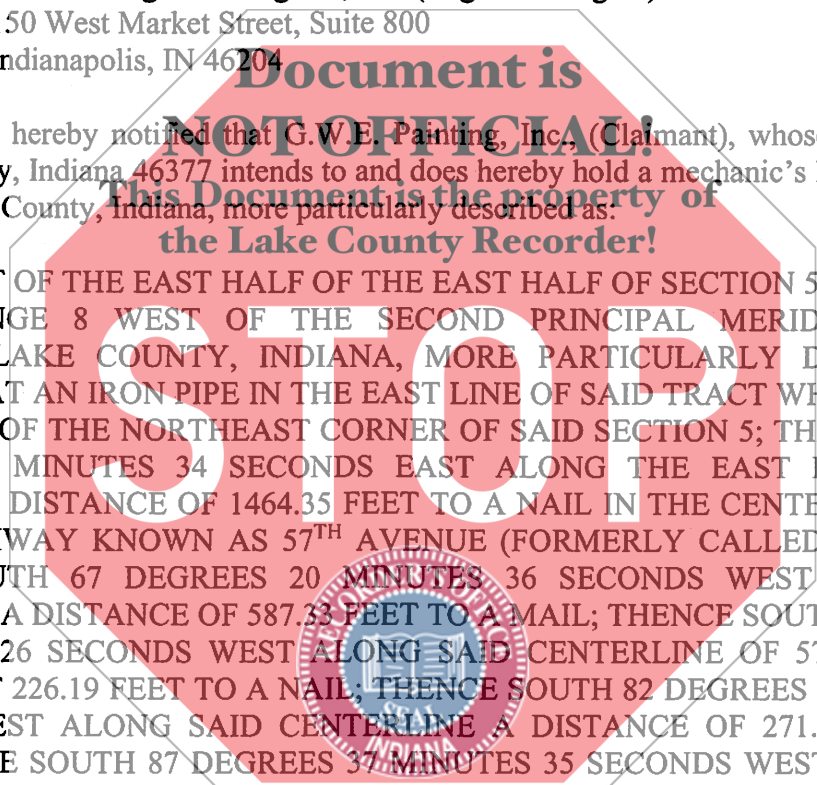 50 West Market Street, Suite 800
ndianapolis, IN 46204
Document is
NOT OFFICIAL!
hereby notified that G.W.E. Painting, Inc., (Claimant), whos
y, Indiana 46377 intends to and does hereby hold a mechanic's
This Document is the property of
County, Indiana, more particularly described as:
the Lake County Recorder!
OF THE EAST HALF OF THE EAST HALF OF SECTION 5
GE 8 WEST OF THE SECOND PRINCIPAL MERID
LAKE COUNTY, INDIANA, MORE PARTICULARLY D
AT AN IRON PIPE IN THE EAST LINE OF SAID TRACT WH
OF THE NORTHEAST CORNER OF SAID SECTION 5; TH
STOP
MINUTES 34 SECONDS EAST ALONG THE EAST
DISTANCE OF 1464.35 FEET TO A NAIL IN THE CENTE
WAY KNOWN AS 57TH AVENUE (FORMERLY CALLED
UTH 67 DEGREES 20 MINUTES 36 SECONDS WEST
A DISTANCE OF 587.33 FEET TO A MAIL; THENCE SOUT
26 SECONDS WEST ALONG SAID CENTERLINE OF 57
226.19 FEET TO A NAIL; THENCE SOUTH 82 DEGREES
EST ALONG SAID CENTERLINE A DISTANCE OF 271.
SEAL
INDIANA
E SOUTH 87 DEGREES 37 MINUTES 35 SECONDS WEST